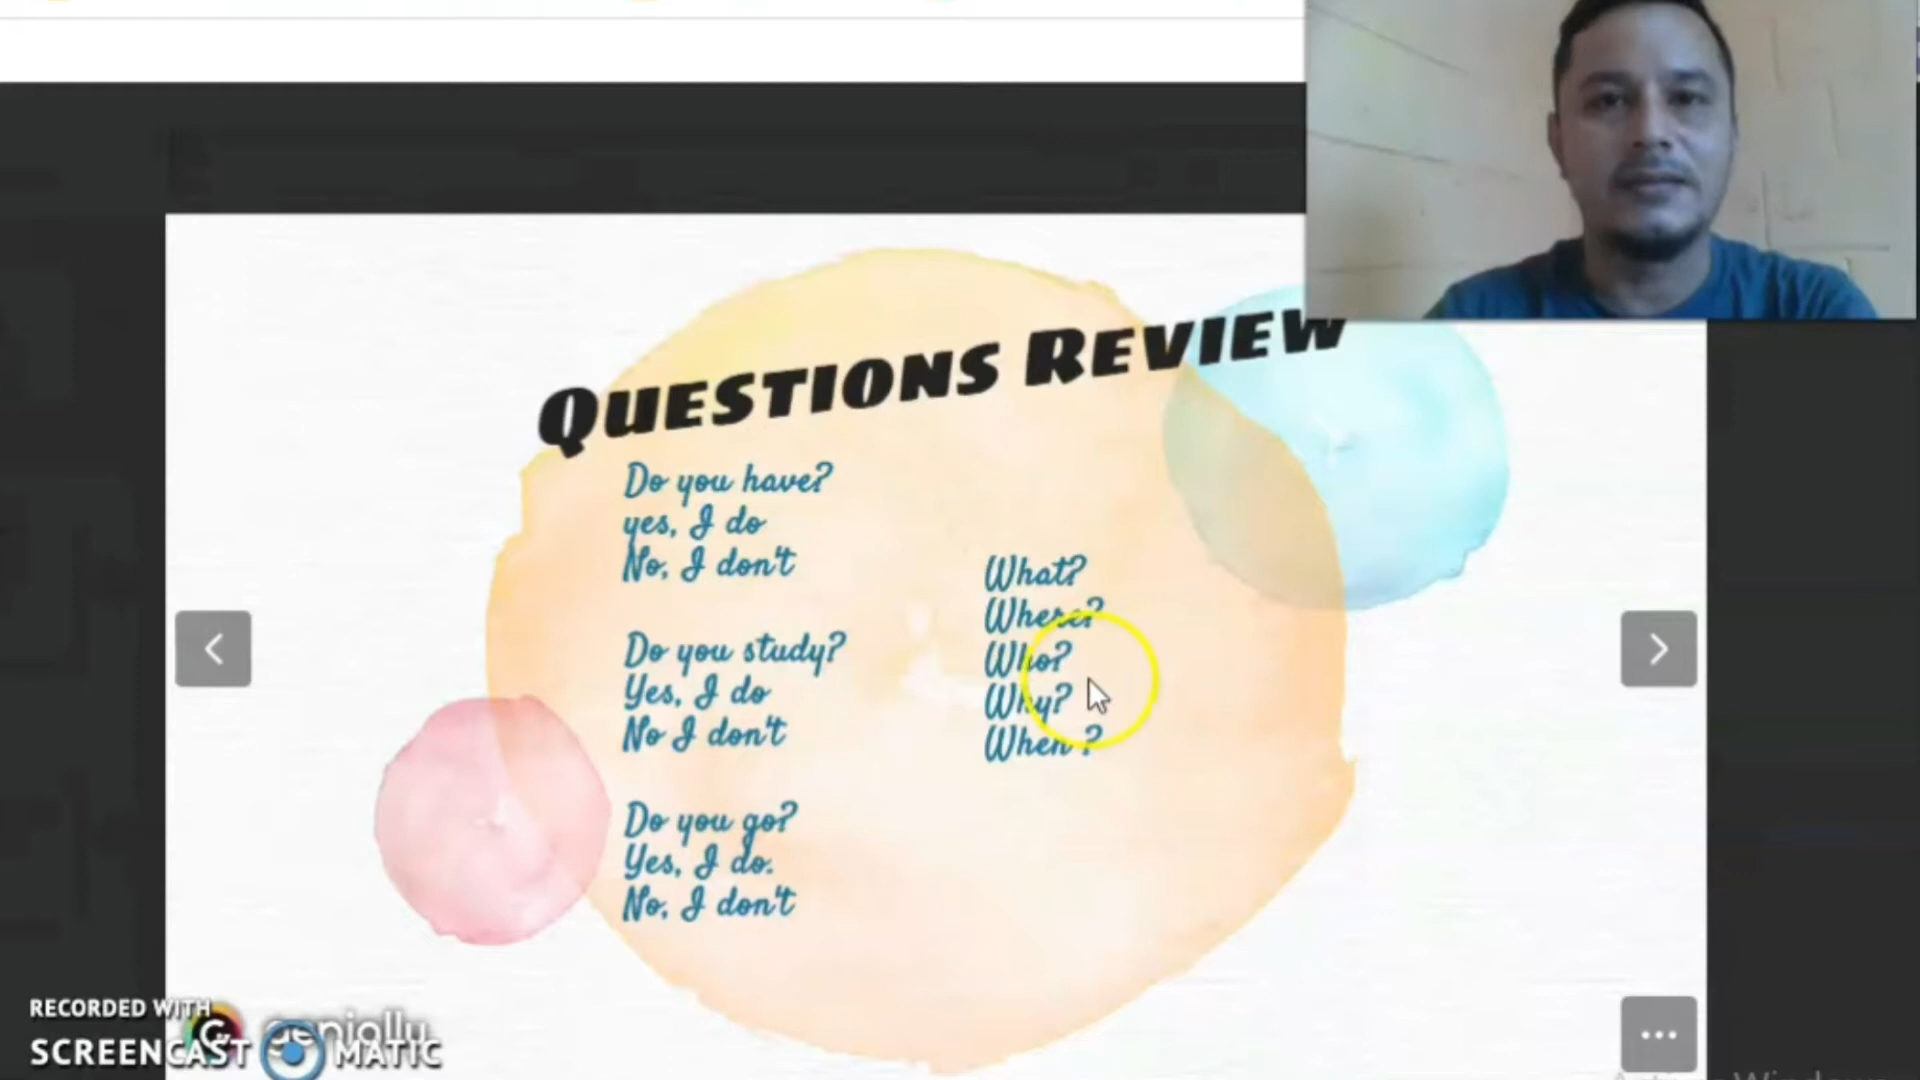 QUESTIONS REVIEW
Do you have?
yes, I do
No, I don't
Do you study?
Yes, I do
No I don't
Do you go?
Yes, I do.
No, I don't
What?
Where?
Who?
Why?
When ?
RECORDED WITH
SCREENCAST MATIC
genially